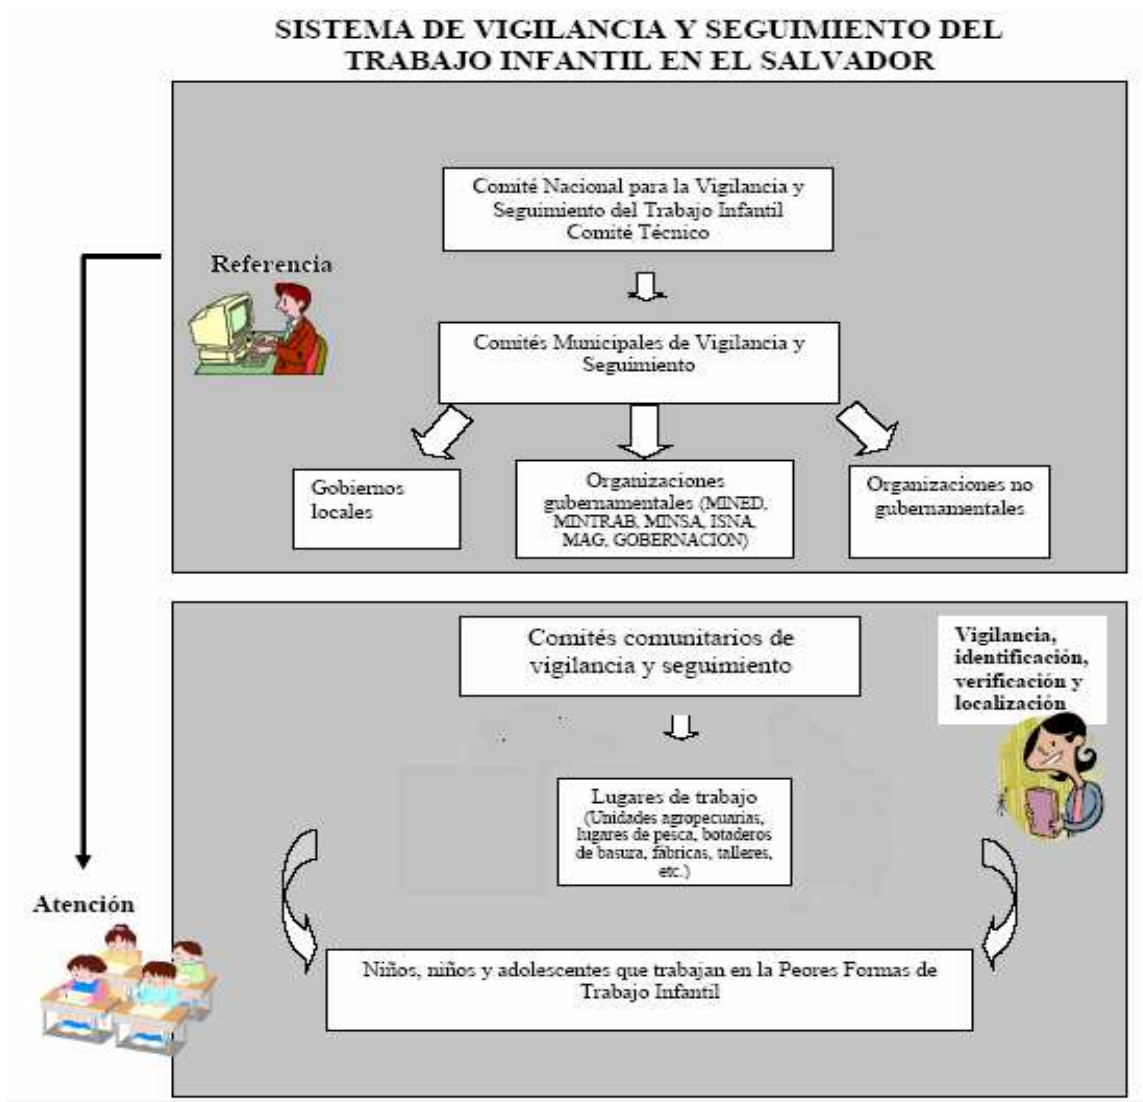 SISTEMA DE VIGILANCIA Y SEGUIMIENTO DEL
TRABAJO INFANTIL EN EL SALVADOR
Comité Nacional para la Vigilancia y
Seguimiento del Trabajo Infantil
Comité Técnico
Referencia
Comités Municipales de Vigilancia y
Seguimiento
Gobiernos
locales
Organizaciones
gubernamentales (MINED,
MINTRAB, MINSA, ISNA,
MAG, GOBERNACION)
Organizaciones no
gubernamentales
Comités comunitarios de
vigilancia y seguimiento
Vigilancia,
identificación,
verificación y
localización
Lugares de trabajo
(Unidades agropecuarias,
lugares de pesca, botaderos
de basura, fábricas, talleres,
etc.)
Atención
Niños, niños y adolescentes que trabajan en la Peores Formas de
Trabajo Infantil